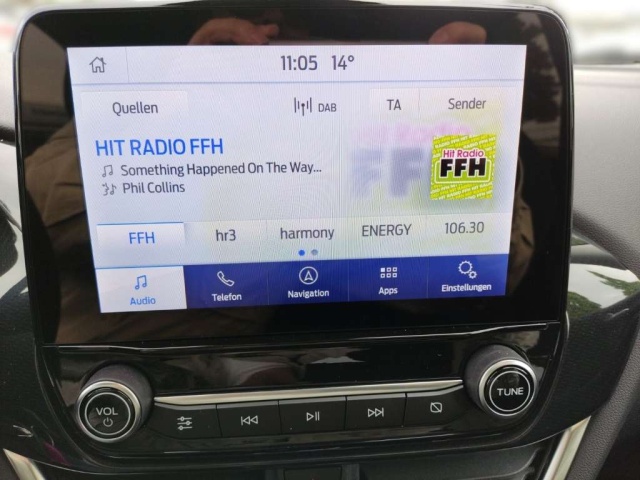 11:05 14°
Quellen DAB TA Sender
HIT RADIO FFH
Something Happened On The Way...
Phil Collins
Hit Radio
FFH
FFH hr3 harmony ENERGY 106.30
Audio Telefon Navigation Apps Einstellungen
VOL TUNE